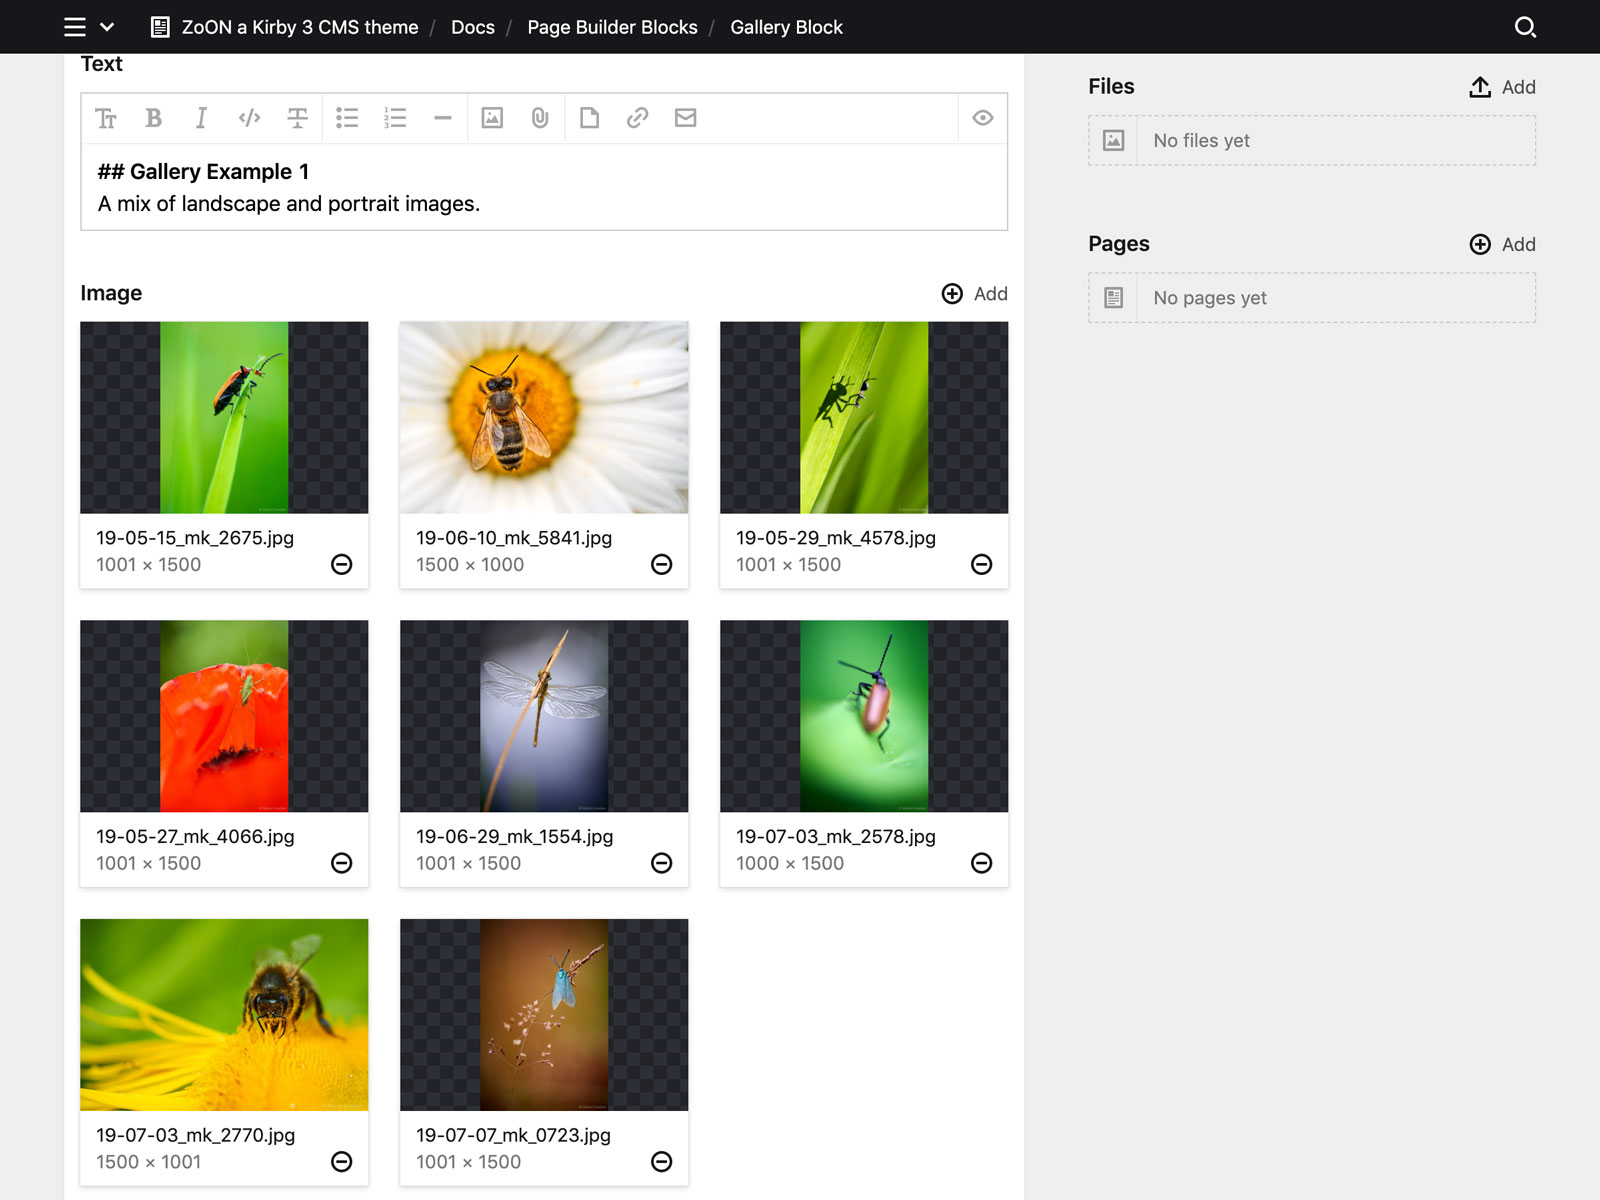 ZoON a Kirby 3 CMS theme / Docs / Page Builder Blocks / Gallery Block
Text
## Gallery Example 1
A mix of landscape and portrait images.
Image
Add
19-05-15_mk_2675.jpg
1001 × 1500
19-06-10_mk_5841.jpg
1500 × 1000
19-05-29_mk_4578.jpg
1001 × 1500
19-05-27_mk_4066.jpg
1001 × 1500
19-06-29_mk_1554.jpg
1001 × 1500
19-07-03_mk_2578.jpg
1000 × 1500
19-07-03_mk_2770.jpg
1500 × 1001
19-07-07_mk_0723.jpg
1001 × 1500
Files
Add
No files yet
Pages
Add
No pages yet